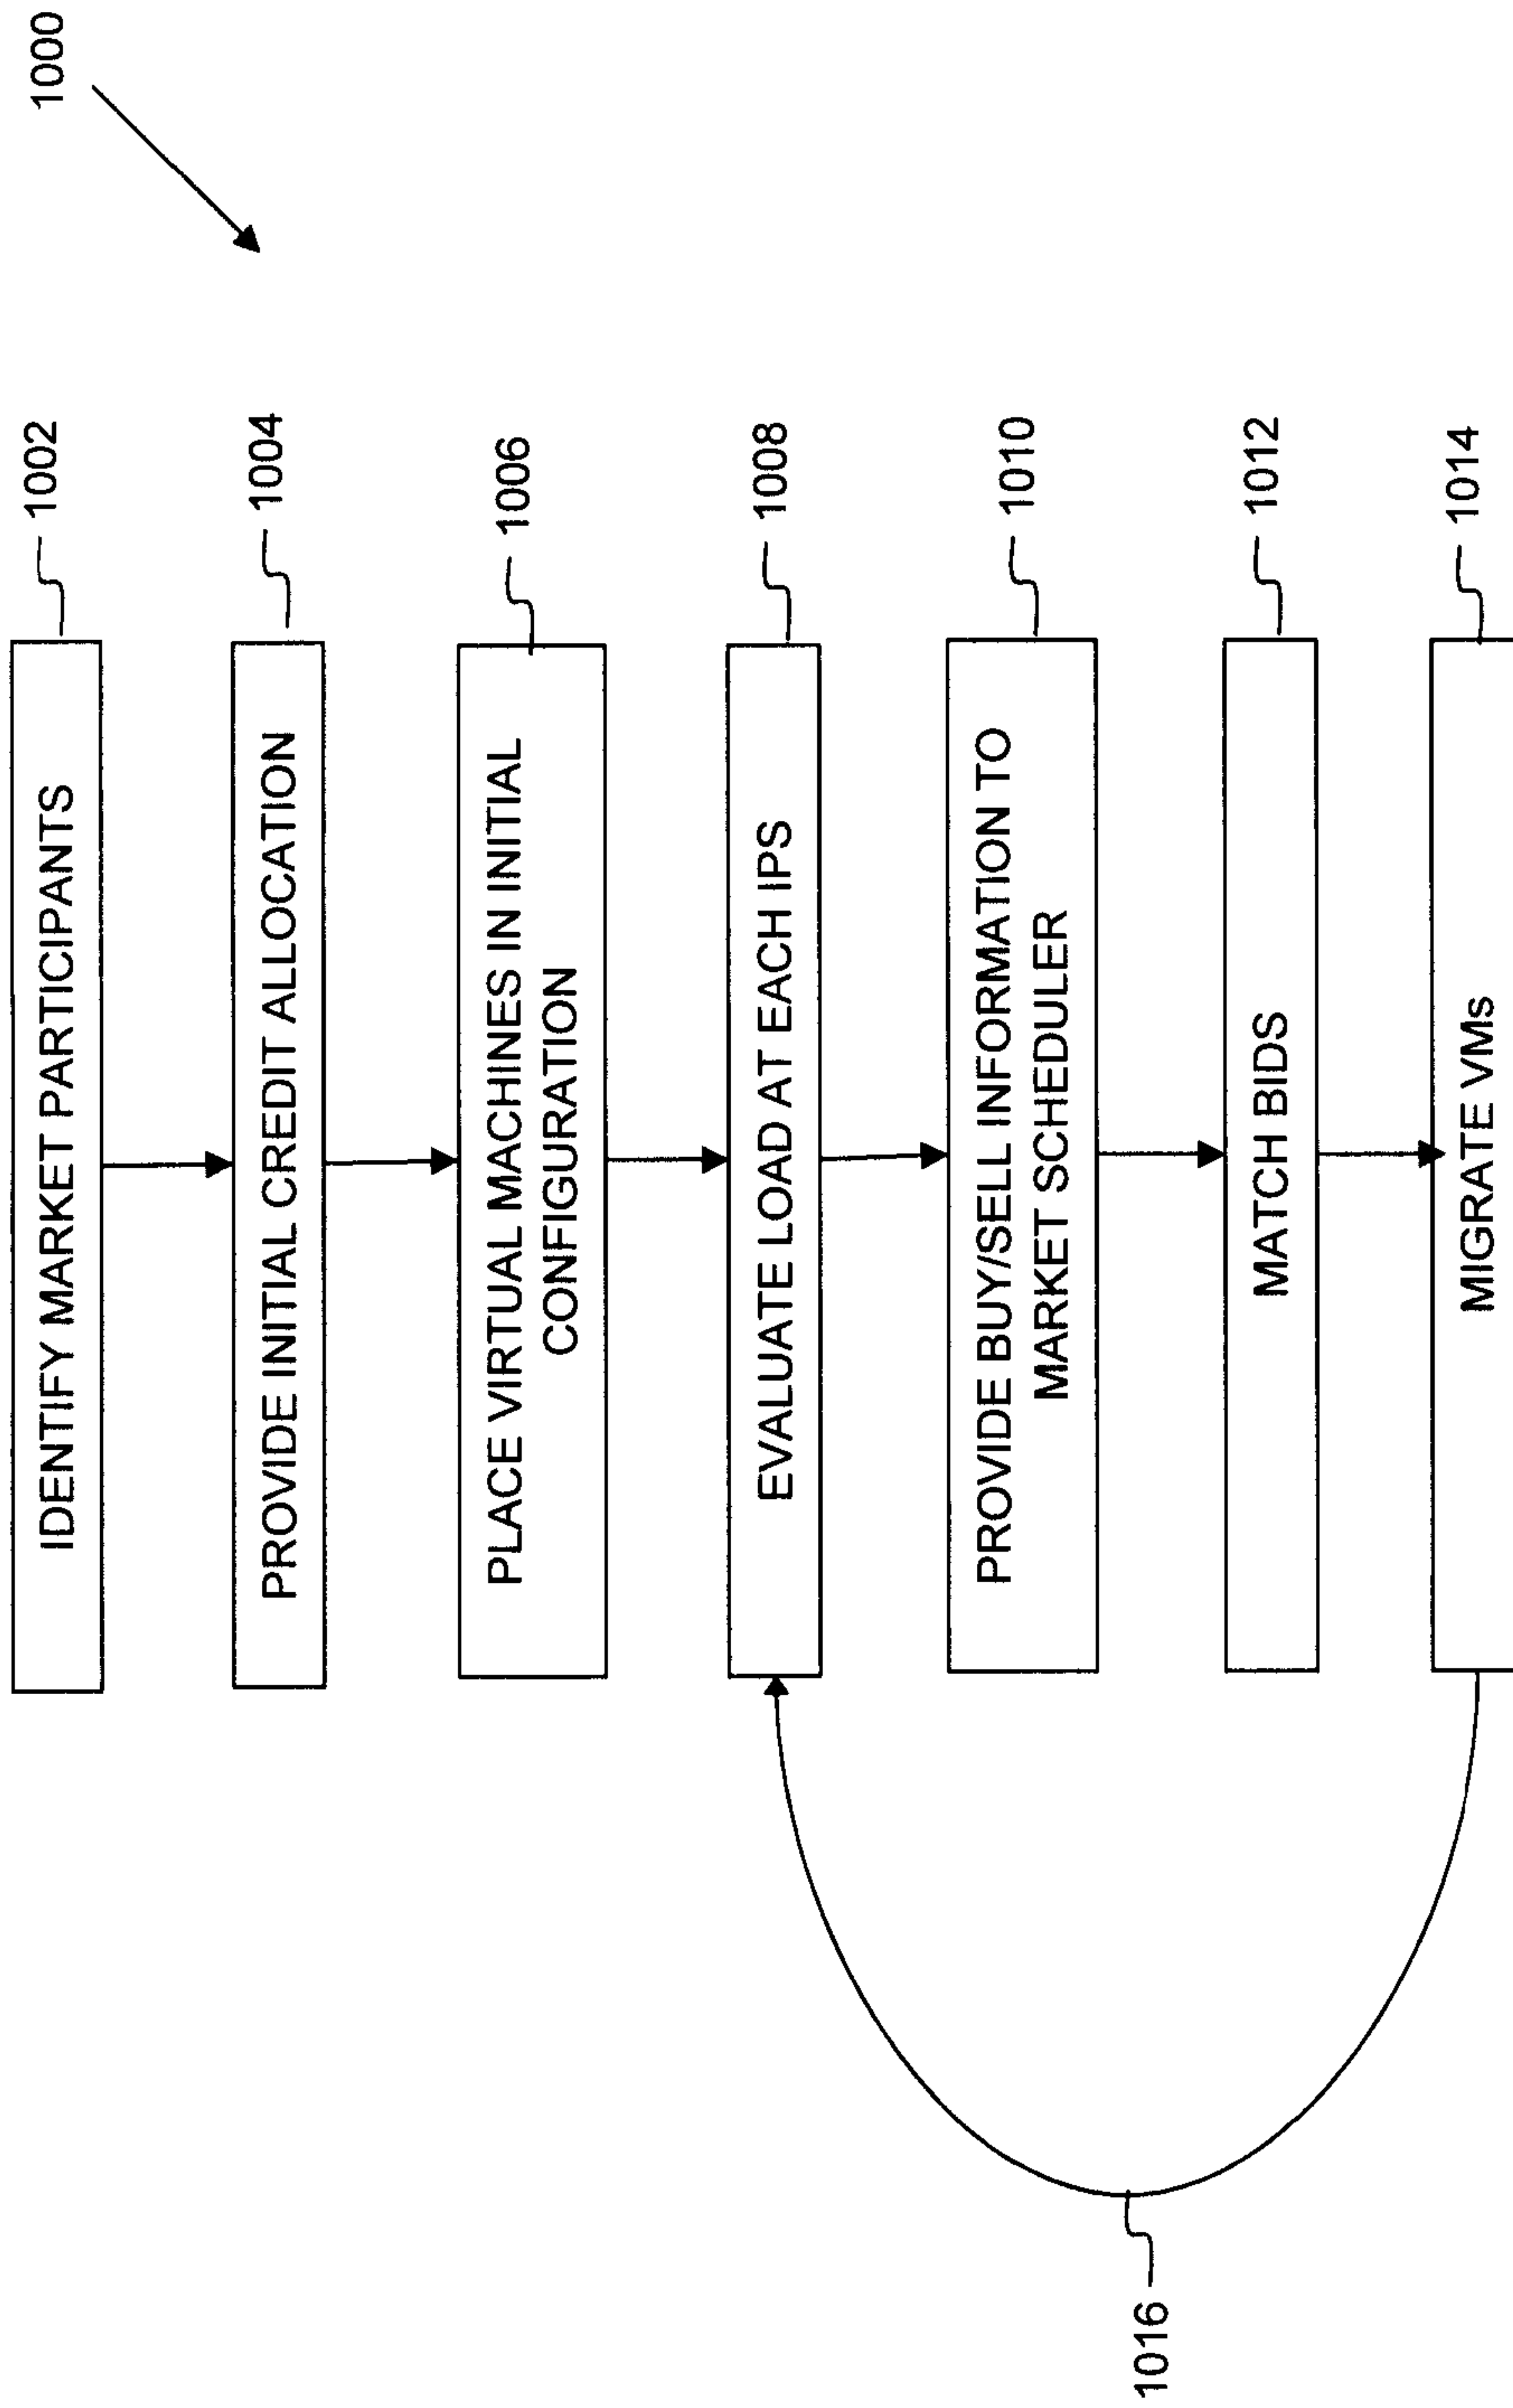 1000
IDENTIFY MARKET PARTICIPANTS
1002
PROVIDE INITIAL CREDIT ALLOCATION
1004
PLACE VIRTUAL MACHINES IN INITIAL
CONFIGURATION
1006
EVALUATE LOAD AT EACH IPS
1008
PROVIDE BUY/SELL INFORMATION TO
MARKET SCHEDULER
1010
MATCH BIDS
1012
MIGRATE VMs
1014
1016